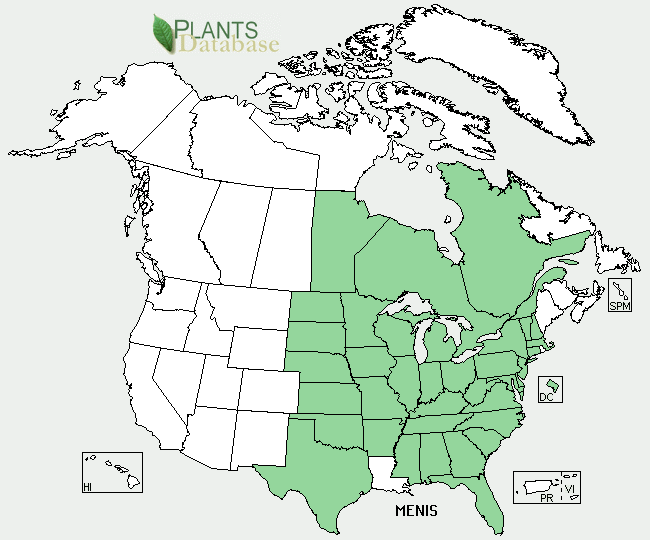 PLANTS
Database
SPM
DC
HI
PR
VI
MENIS